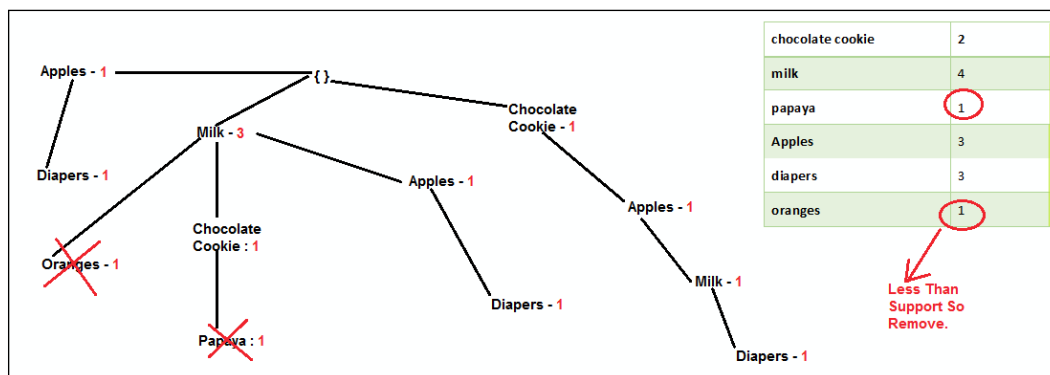 Apples - 1
{ }
Chocolate
Cookie - 1
Milk - 3
Diapers - 1
Apples - 1
Apples - 1
Chocolate
Cookie : 1
Oranges - 1
Milk - 1
Diapers - 1
Papaya : 1
Diapers - 1
chocolate cookie 2
milk 4
papaya 1
Apples 3
diapers 3
oranges 1
Less Than
Support So
Remove.